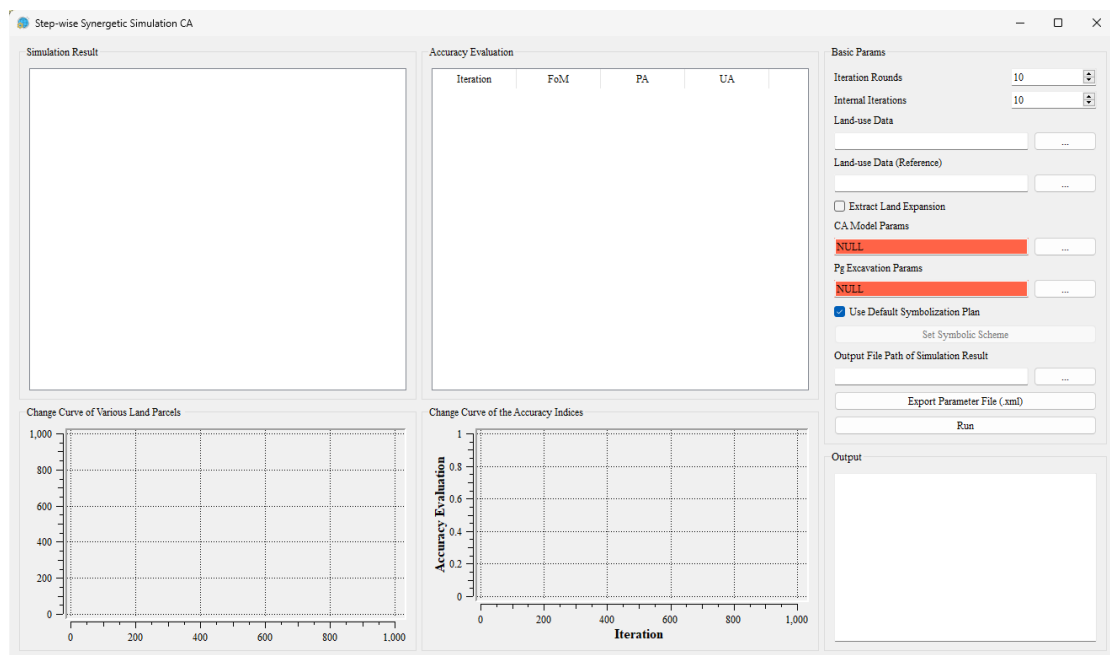 Step-wise Synergetic Simulation CA
Simulation Result
Accuracy Evaluation
Iteration FoM PA UA
Basic Params
Iteration Rounds 10
Internal Iterations 10
Land-use Data
...
Land-use Data (Reference)
...
Extract Land Expansion
CA Model Params
NULL ...
Pg Excavation Params
NULL ...
Use Default Symbolization Plan
Set Symbolic Scheme
Output File Path of Simulation Result
...
Export Parameter File (.xml)
Run
Output
Change Curve of Various Land Parcels
1,000
800
600
400
200
0
0 200 400 600 800 1,000
Change Curve of the Accuracy Indices
Accuracy Evaluation
1
0.8
0.6
0.4
0.2
0
0 200 400 600 800 1,000
Iteration